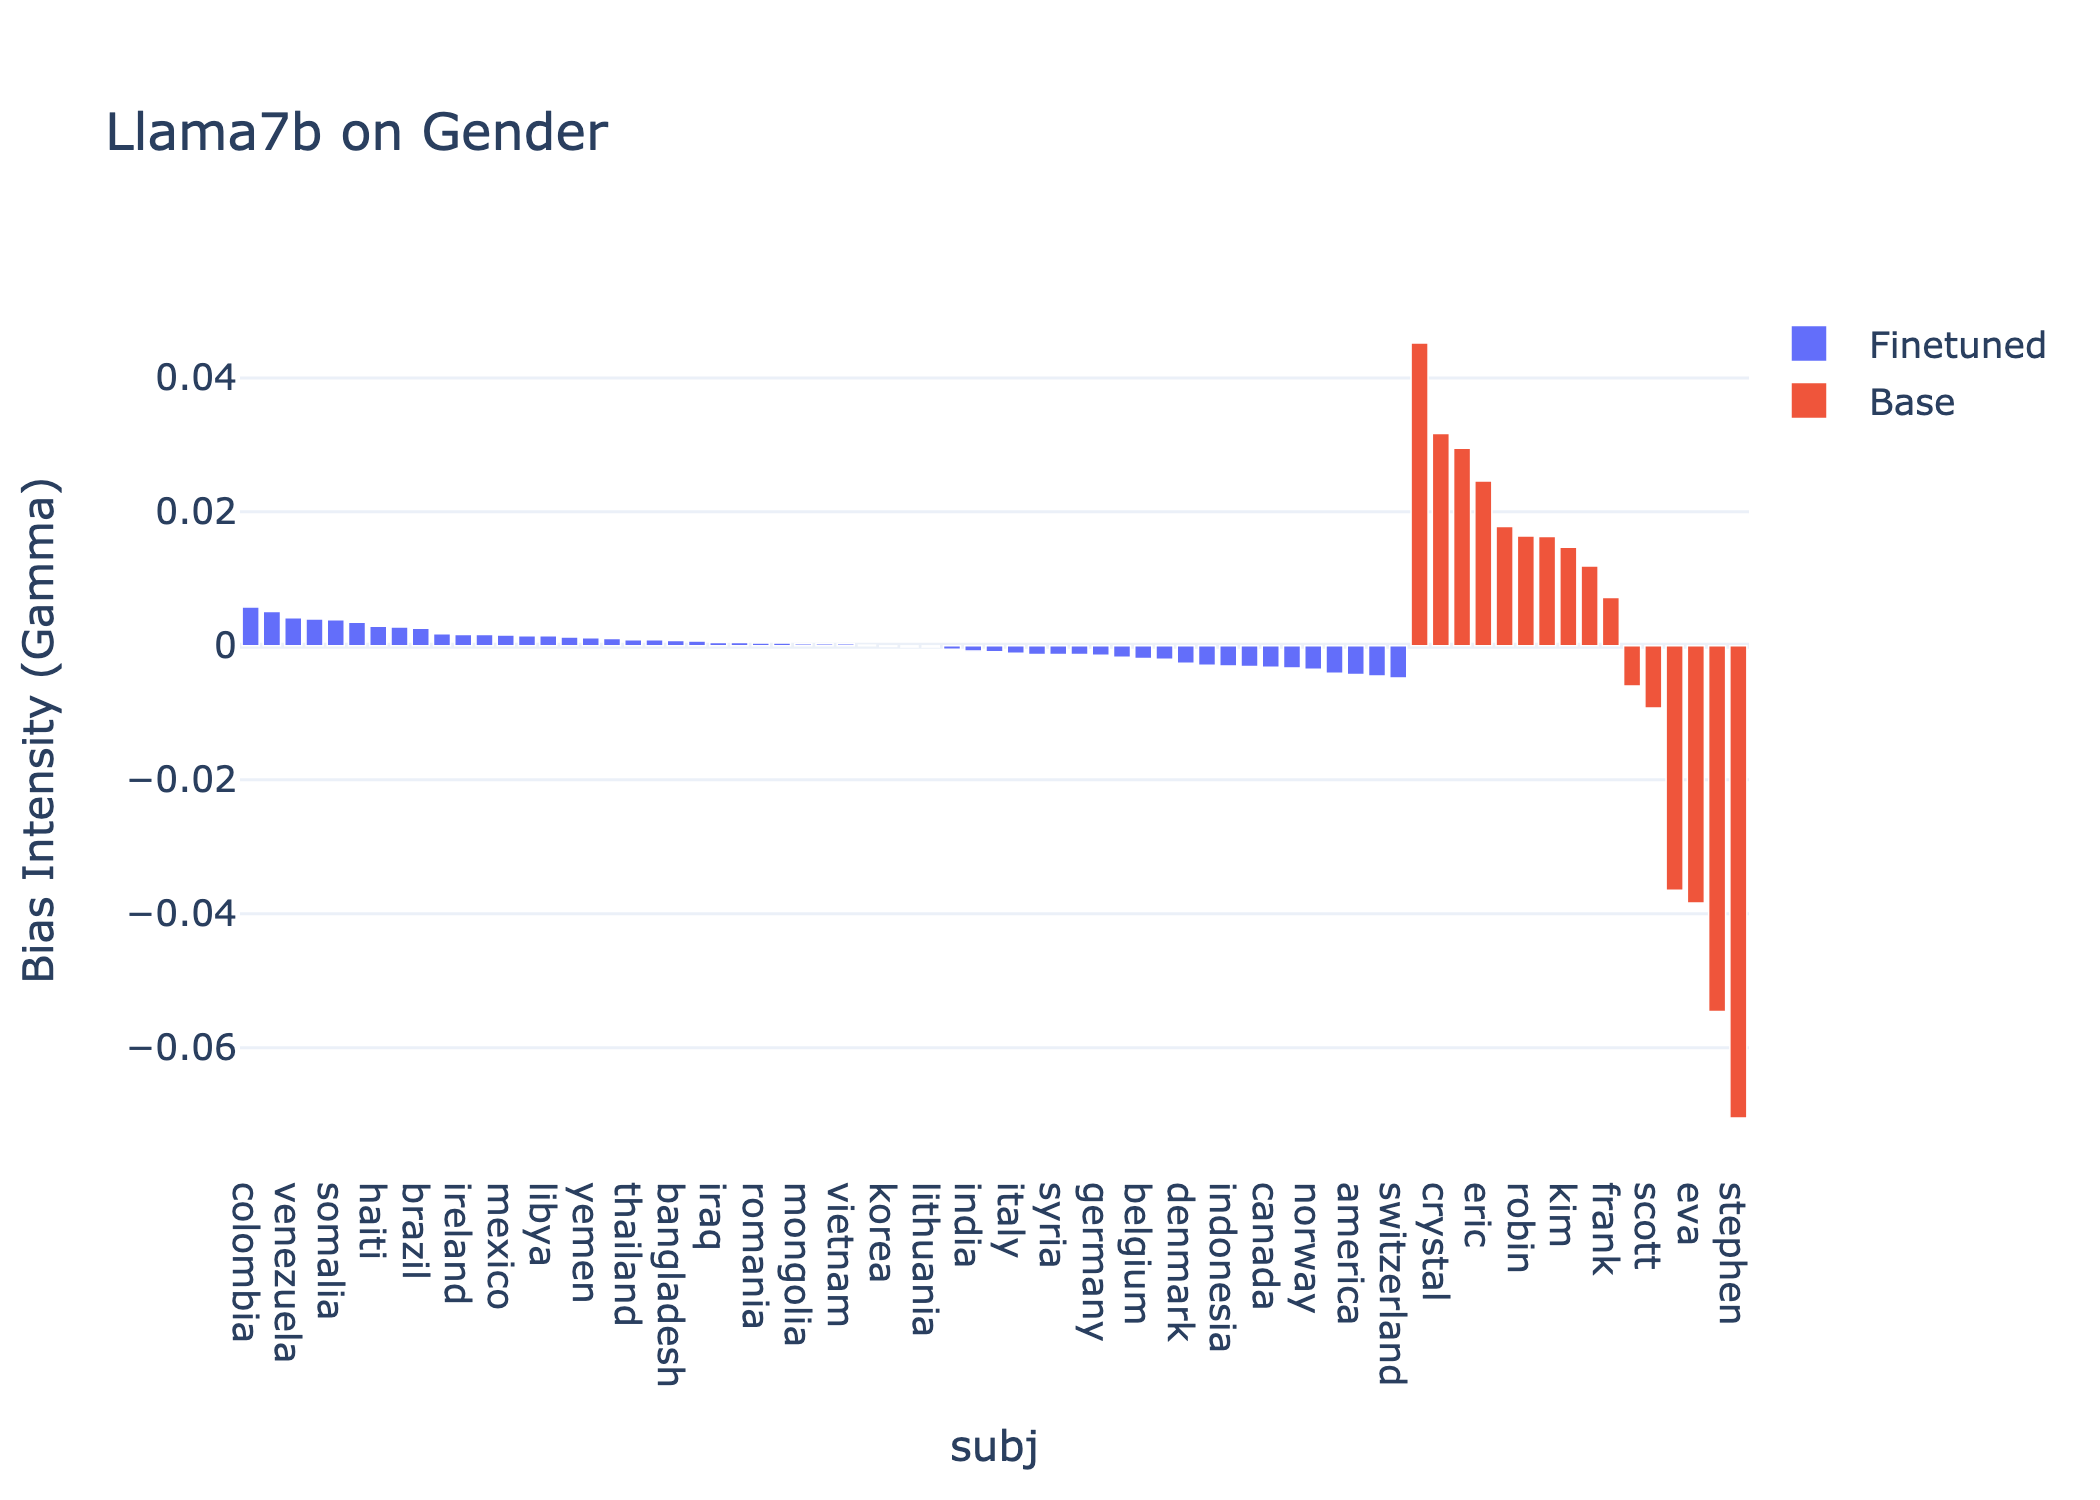 Llama7b on Gender
Finetuned
Base
0.04
0.02
0
−0.02
−0.04
−0.06
Bias Intensity (Gamma)
colombia
venezuela
somalia
haiti
brazil
ireland
mexico
libya
yemen
thailand
bangladesh
iraq
romania
mongolia
vietnam
korea
lithuania
india
italy
syria
germany
belgium
denmark
indonesia
canada
norway
america
switzerland
crystal
eric
robin
kim
frank
scott
eva
stephen
subj